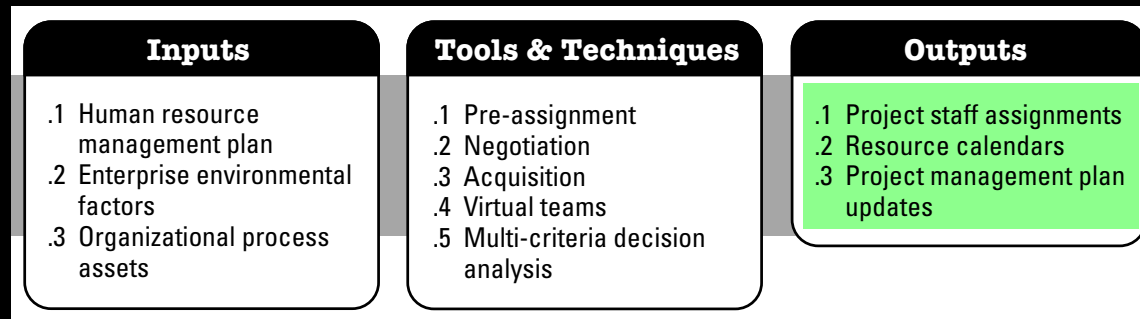 Inputs
.1 Human resource
management plan
.2 Enterprise environmental
factors
.3 Organizational process
assets
Tools & Techniques
.1 Pre-assignment
.2 Negotiation
.3 Acquisition
.4 Virtual teams
.5 Multi-criteria decision
analysis
Outputs
.1 Project staff assignments
.2 Resource calendars
.3 Project management plan
updates